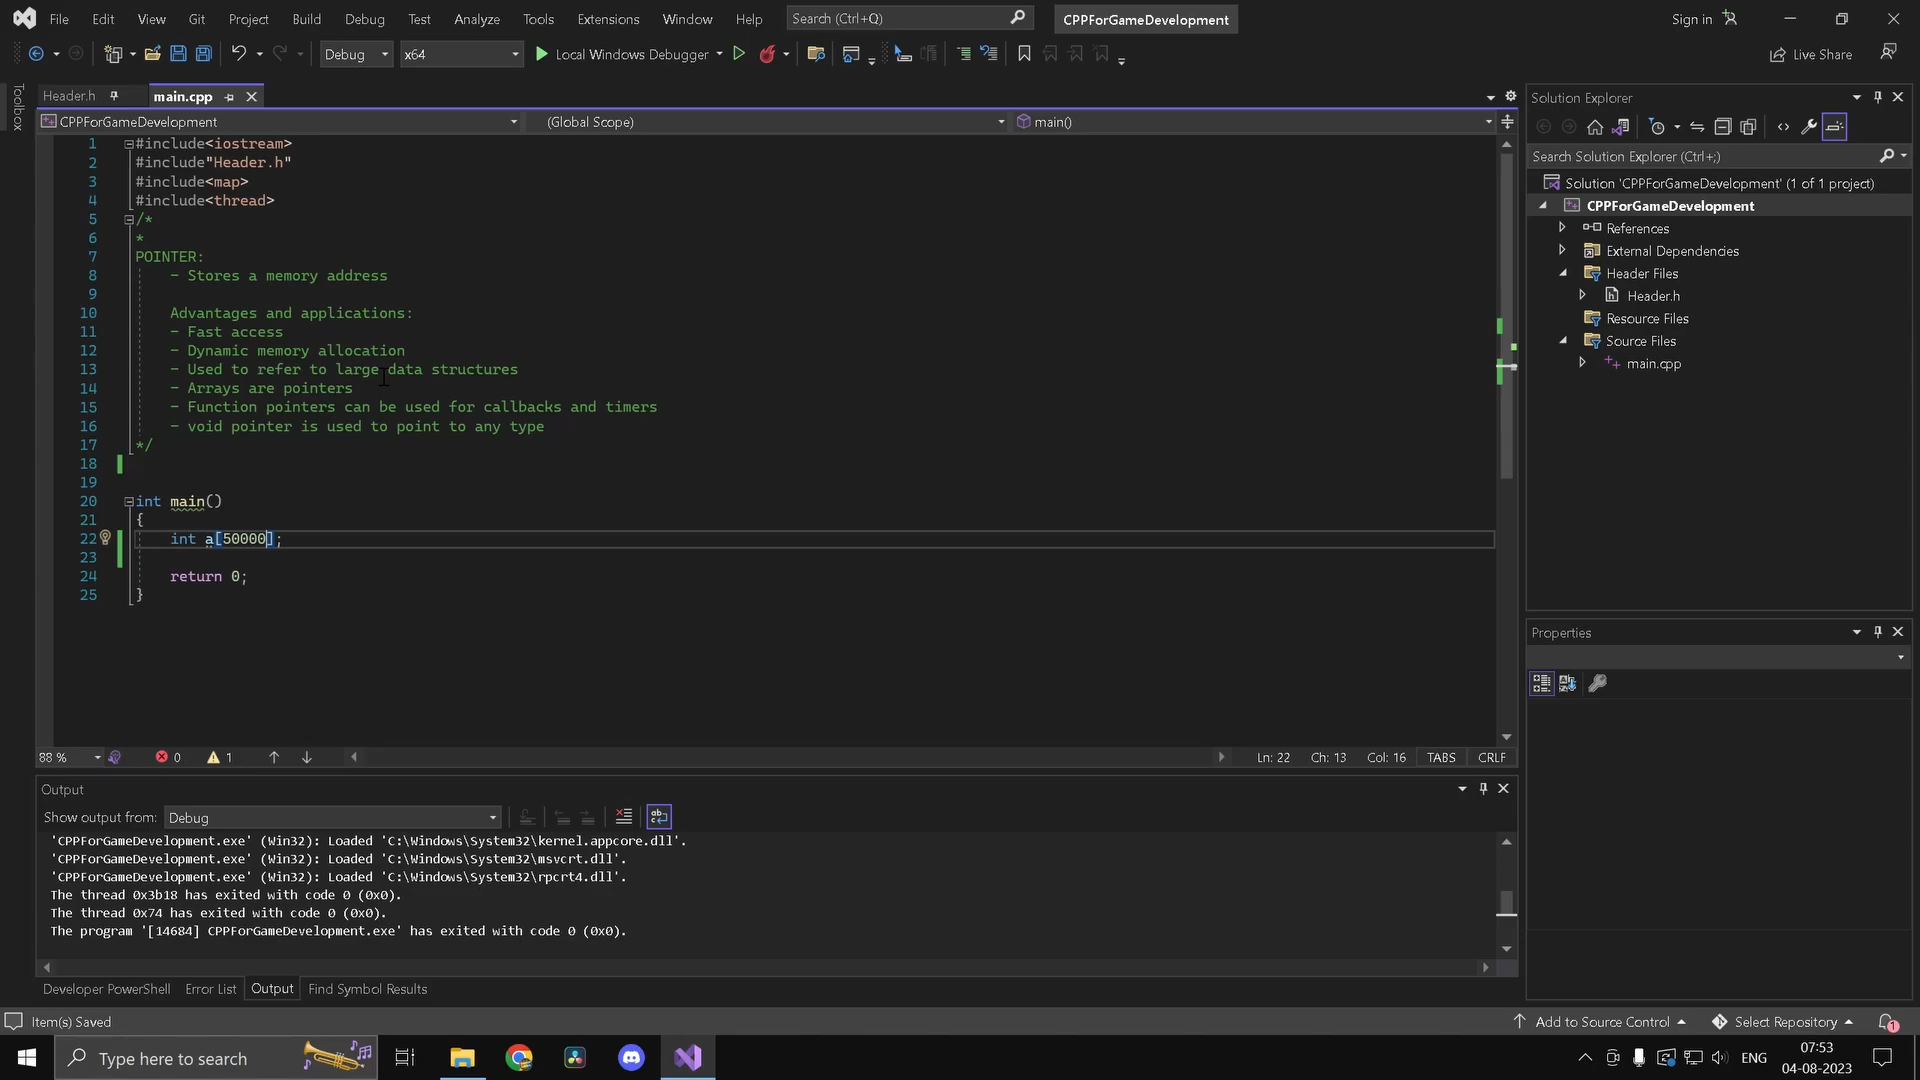 File Edit View Git Project Build Debug Test Analyze Tools Extensions Window Help Search (Ctrl+Q) CPPForGameDevelopment Sign in
Debug x64 Local Windows Debugger Live Share
Toolbox
Header.h main.cpp
CPPForGameDevelopment (Global Scope) main()
1 #include<iostream>
2 #include"Header.h"
3 #include<map>
4 #include<thread>
5 /*
6 *
7 POINTER:
8 - Stores a memory address
9
10 Advantages and applications:
11 - Fast access
12 - Dynamic memory allocation
13 - Used to refer to large data structures
14 - Arrays are pointers
15 - Function pointers can be used for callbacks and timers
16 - void pointer is used to point to any type
17 */
18
19
20 int main()
21 {
22 int a[50000];
23
24 return 0;
25 }
88 % 0 1 Ln: 22 Ch: 13 Col: 16 TABS CRLF
Output
Show output from: Debug
'CPPForGameDevelopment.exe' (Win32): Loaded 'C:\Windows\System32\kernel.appcore.dll'.
'CPPForGameDevelopment.exe' (Win32): Loaded 'C:\Windows\System32\msvcrt.dll'.
'CPPForGameDevelopment.exe' (Win32): Loaded 'C:\Windows\System32\rpcrt4.dll'.
The thread 0x3b18 has exited with code 0 (0x0).
The thread 0x74 has exited with code 0 (0x0).
The program '[14684] CPPForGameDevelopment.exe' has exited with code 0 (0x0).
Developer PowerShell Error List Output Find Symbol Results
Solution Explorer
Search Solution Explorer (Ctrl+;)
Solution 'CPPForGameDevelopment' (1 of 1 project)
CPPForGameDevelopment
References
External Dependencies
Header Files
Header.h
Resource Files
Source Files
main.cpp
Properties
Item(s) Saved Add to Source Control Select Repository 1
Type here to search ENG 07:53
04-08-2023